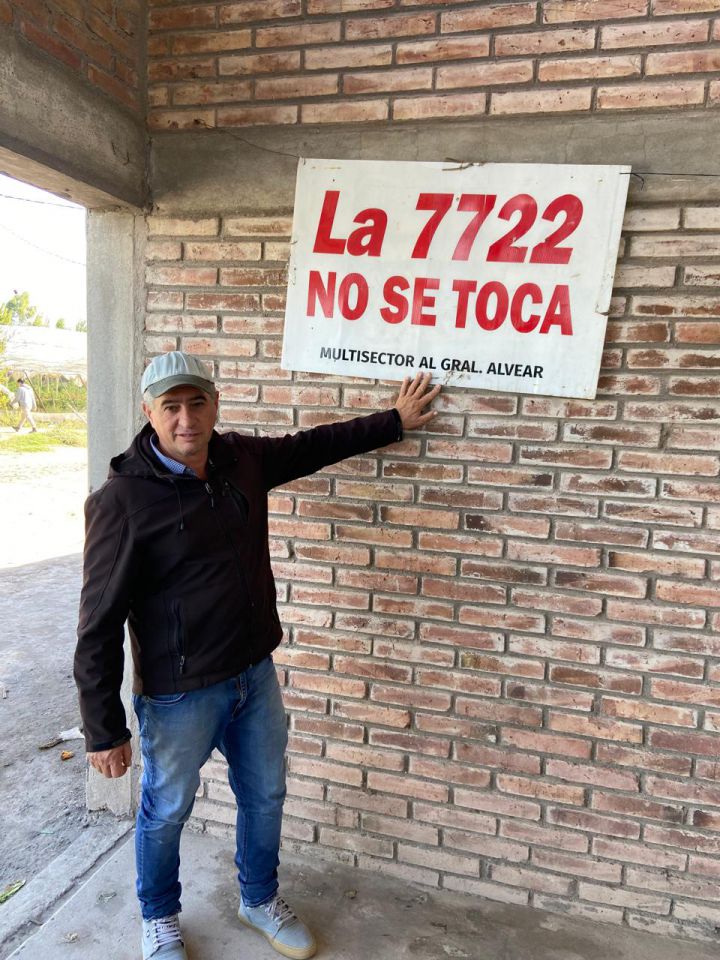 La 7722
NO SE TOCA
MULTISECTOR AL GRAL. ALVEAR